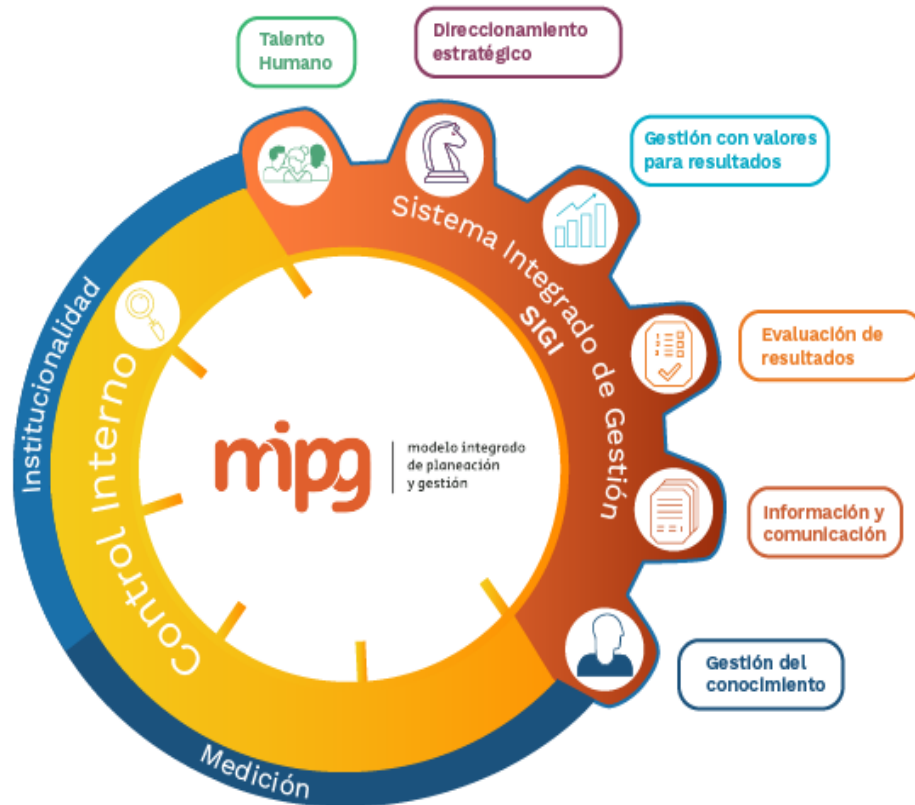 Talento
Humano
Direccionamiento
estratégico
Gestión con valores
para resultados
Sistema Integrado de Gestión
SIGI
Evaluación de
resultados
Institucionalidad
Control Interno
mipg
modelo integrado
de planeación
y gestión
Información y
comunicación
Gestión del
conocimiento
Medición